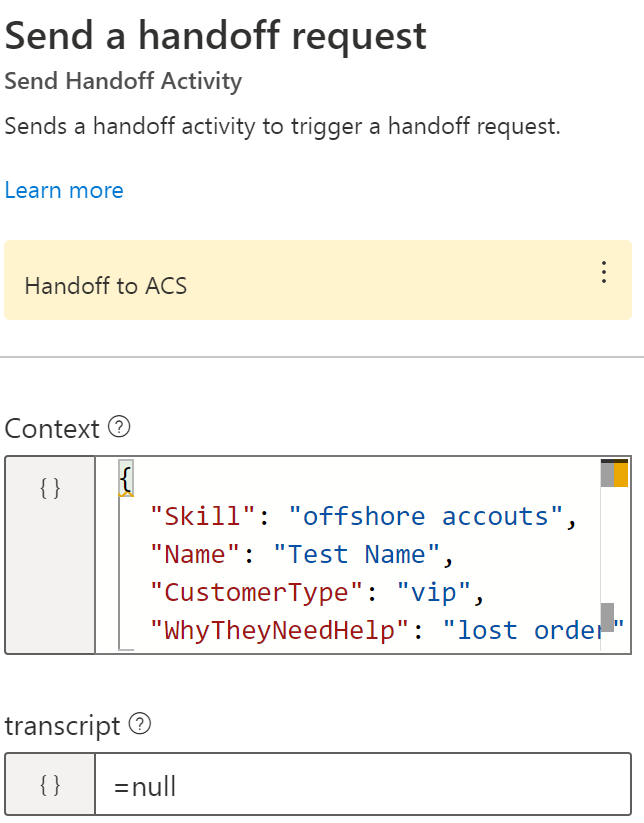 Send a handoff request
Send Handoff Activity
Sends a handoff activity to trigger a handoff request.
Learn more
Handoff to ACS
Context
{ }
{
"Skill": "offshore accouts",
"Name": "Test Name",
"CustomerType": "vip",
"WhyTheyNeedHelp": "lost order"
transcript
{ }
=null